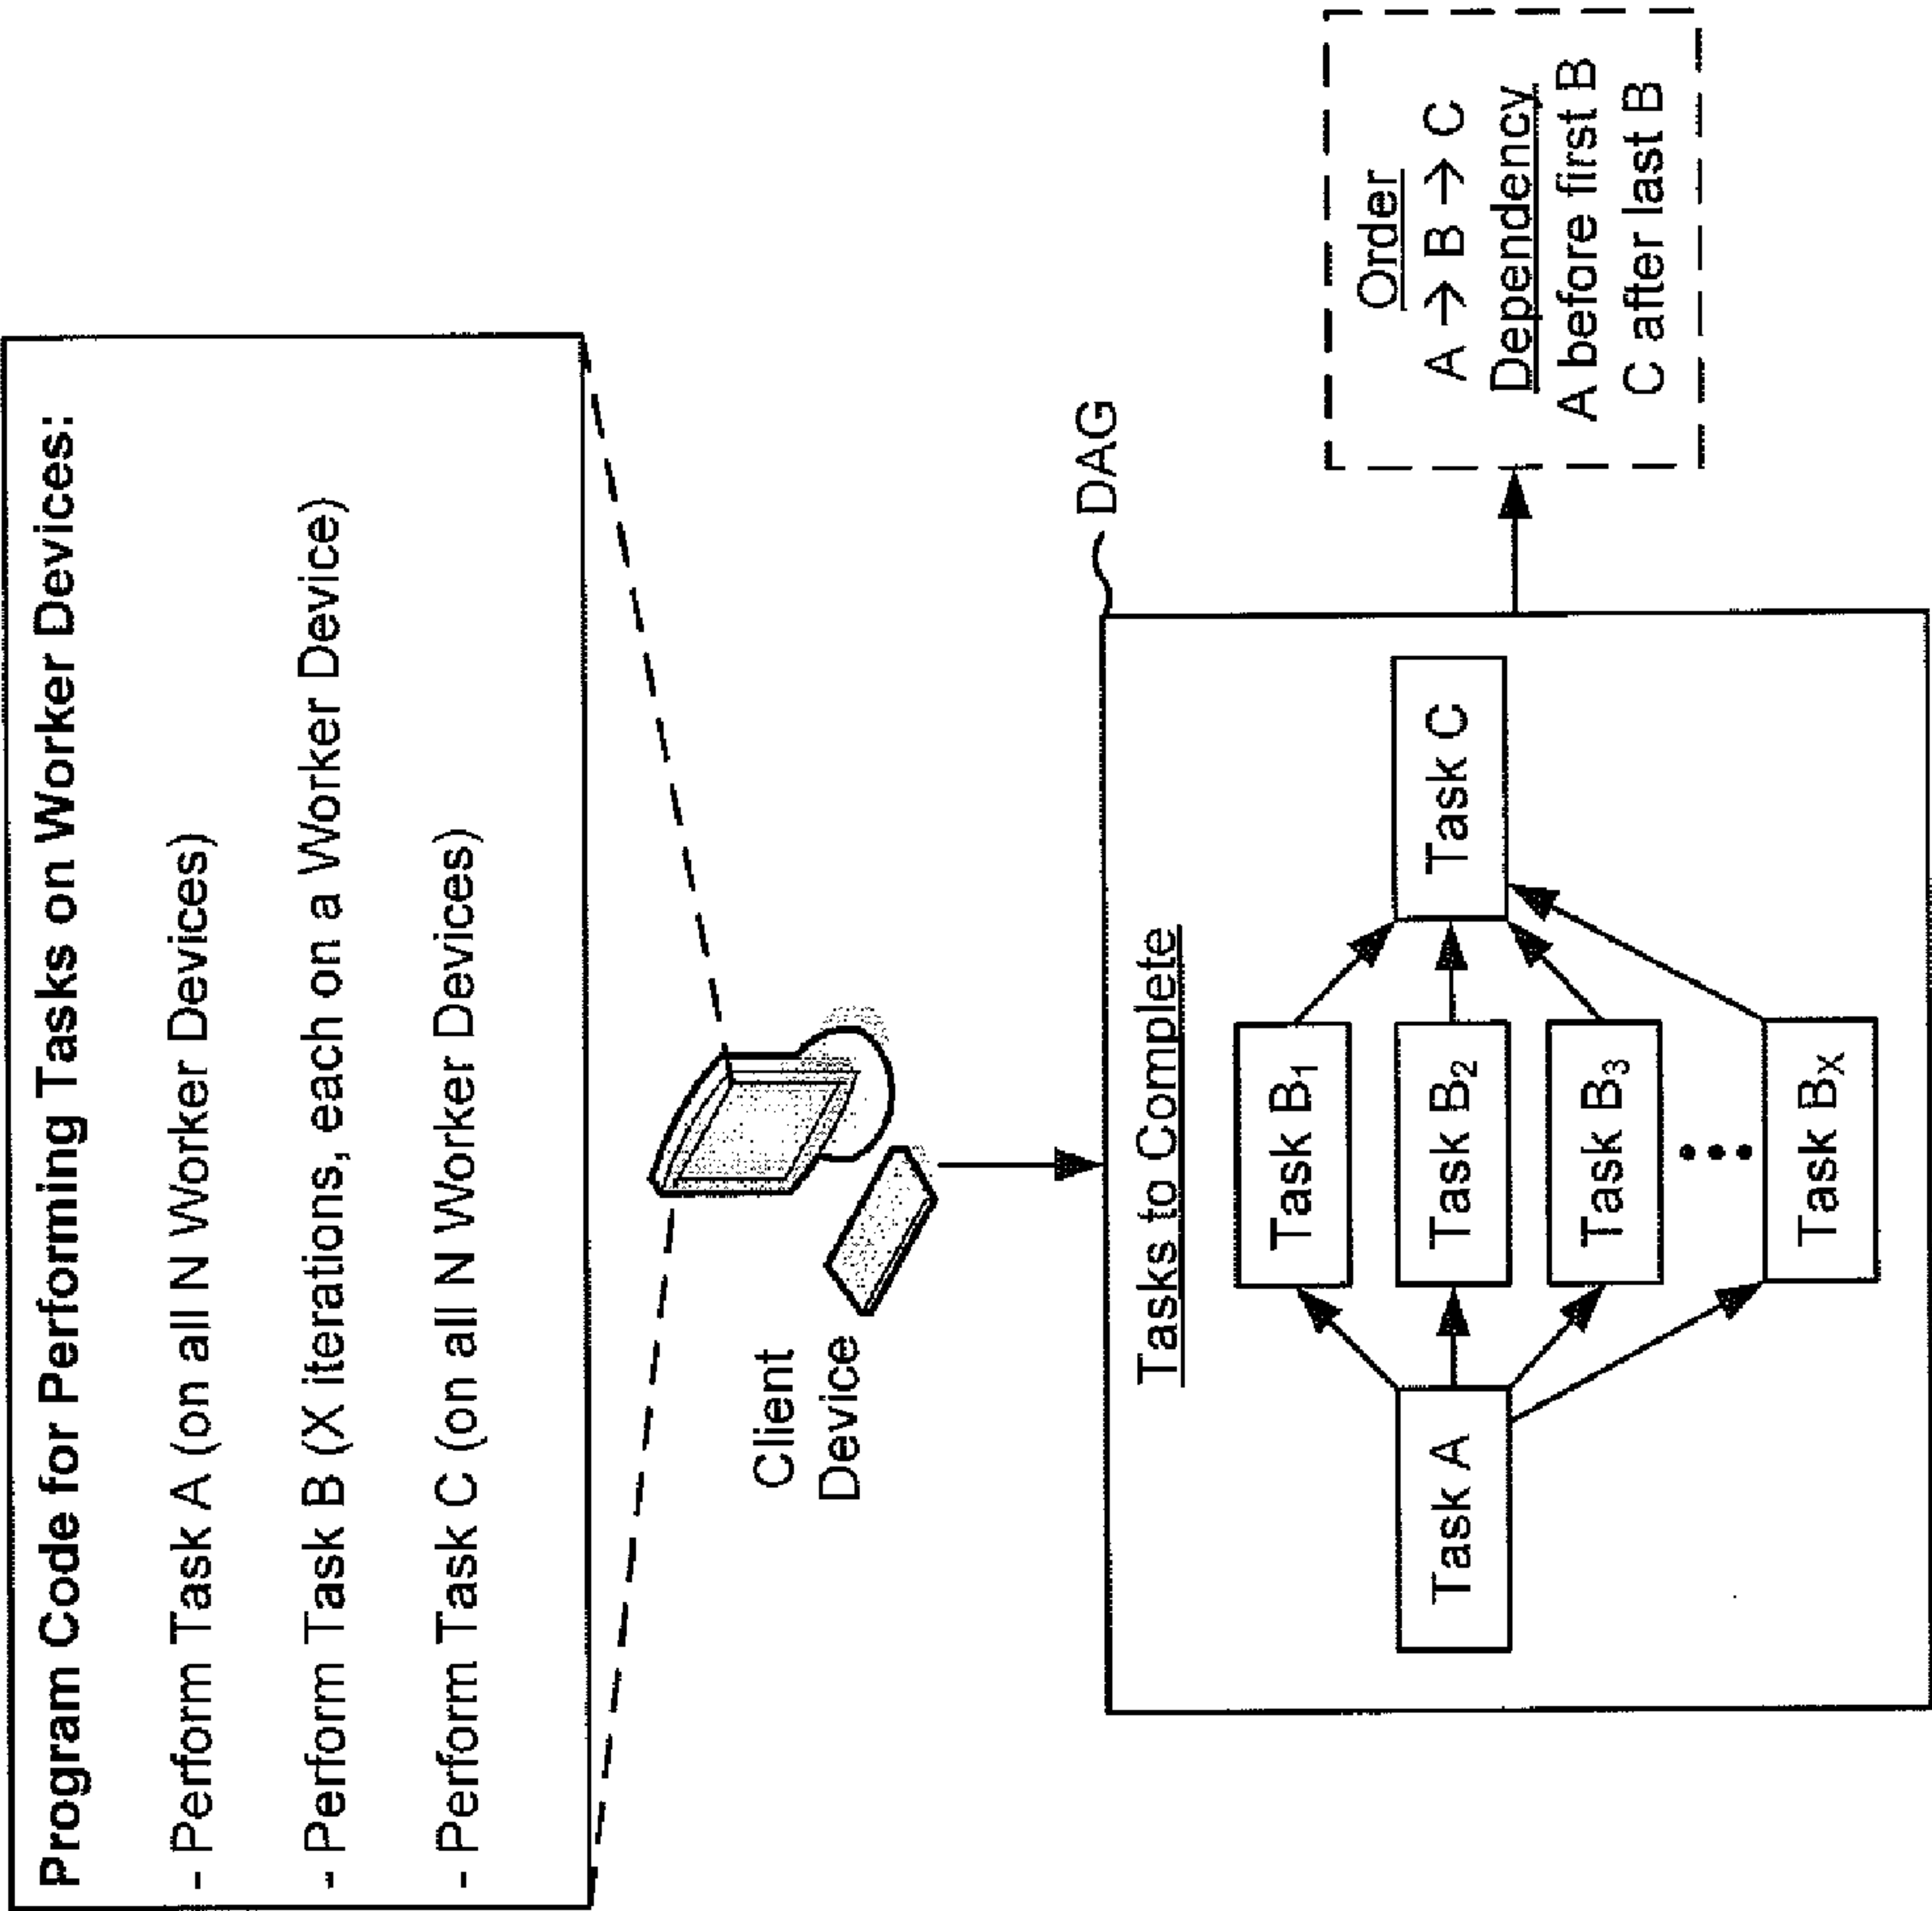 Program Code for Performing Tasks on Worker Devices:
- Perform Task A (on all N Worker Devices)
- Perform Task B (X iterations, each on a Worker Device)
- Perform Task C (on all N Worker Devices)
Client
Device
DAG
Tasks to Complete
Task A
Task B₁
Task B₂
Task B₃
Task Bₓ
Task C
Order
A → B → C
Dependency
A before first B
C after last B